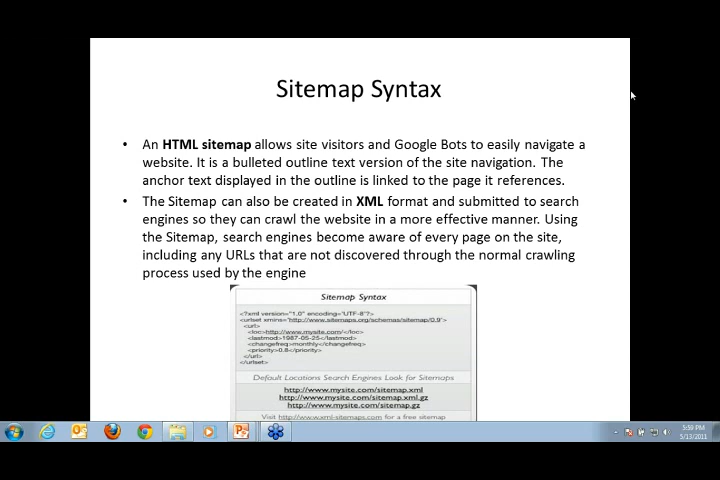 Sitemap Syntax
• An HTML sitemap allows site visitors and Google Bots to easily navigate a
website. It is a bulleted outline text version of the site navigation. The
anchor text displayed in the outline is linked to the page it references.
• The Sitemap can also be created in XML format and submitted to search
engines so they can crawl the website in a more effective manner. Using
the Sitemap, search engines become aware of every page on the site,
including any URLs that are not discovered through the normal crawling
process used by the engine
Sitemap Syntax
<?xml version="1.0" encoding="UTF-8"?>
<urlset xmlns="http://www.sitemaps.org/schemas/sitemap/0.9">
<url>
<loc>http://www.mysite.com/</loc>
<lastmod>1987-05-25</lastmod>
<changefreq>monthly</changefreq>
<priority>0.8</priority>
</url>
</urlset>
Default Locations Search Engines Look for Sitemaps
http://www.mysite.com/sitemap.xml
http://www.mysite.com/sitemap.xml.gz
http://www.mysite.com/sitemap.gz
Visit http://www.xml-sitemaps.com for a free sitemap
5:59 PM
5/13/2011